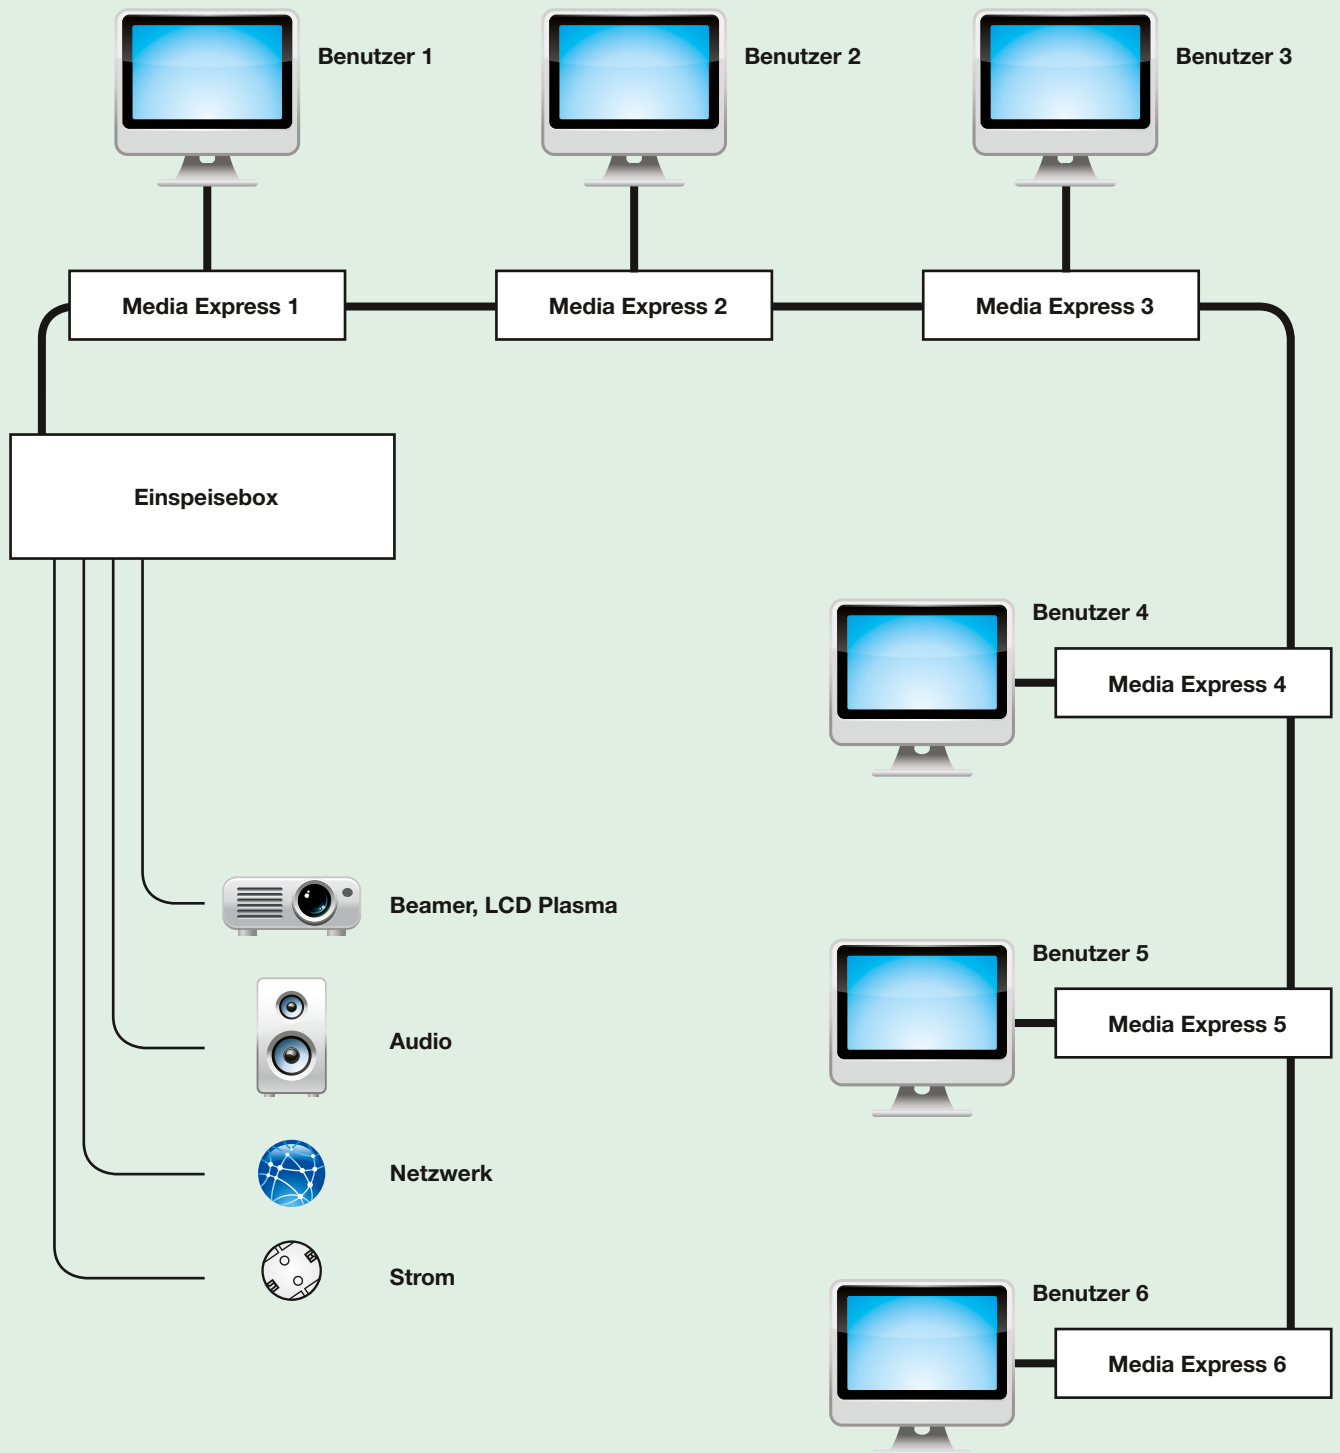 Benutzer 1
Benutzer 2
Benutzer 3
Media Express 1
Media Express 2
Media Express 3
Einspeisebox
Benutzer 4
Media Express 4
Beamer, LCD Plasma
Benutzer 5
Media Express 5
Audio
Netzwerk
Strom
Benutzer 6
Media Express 6